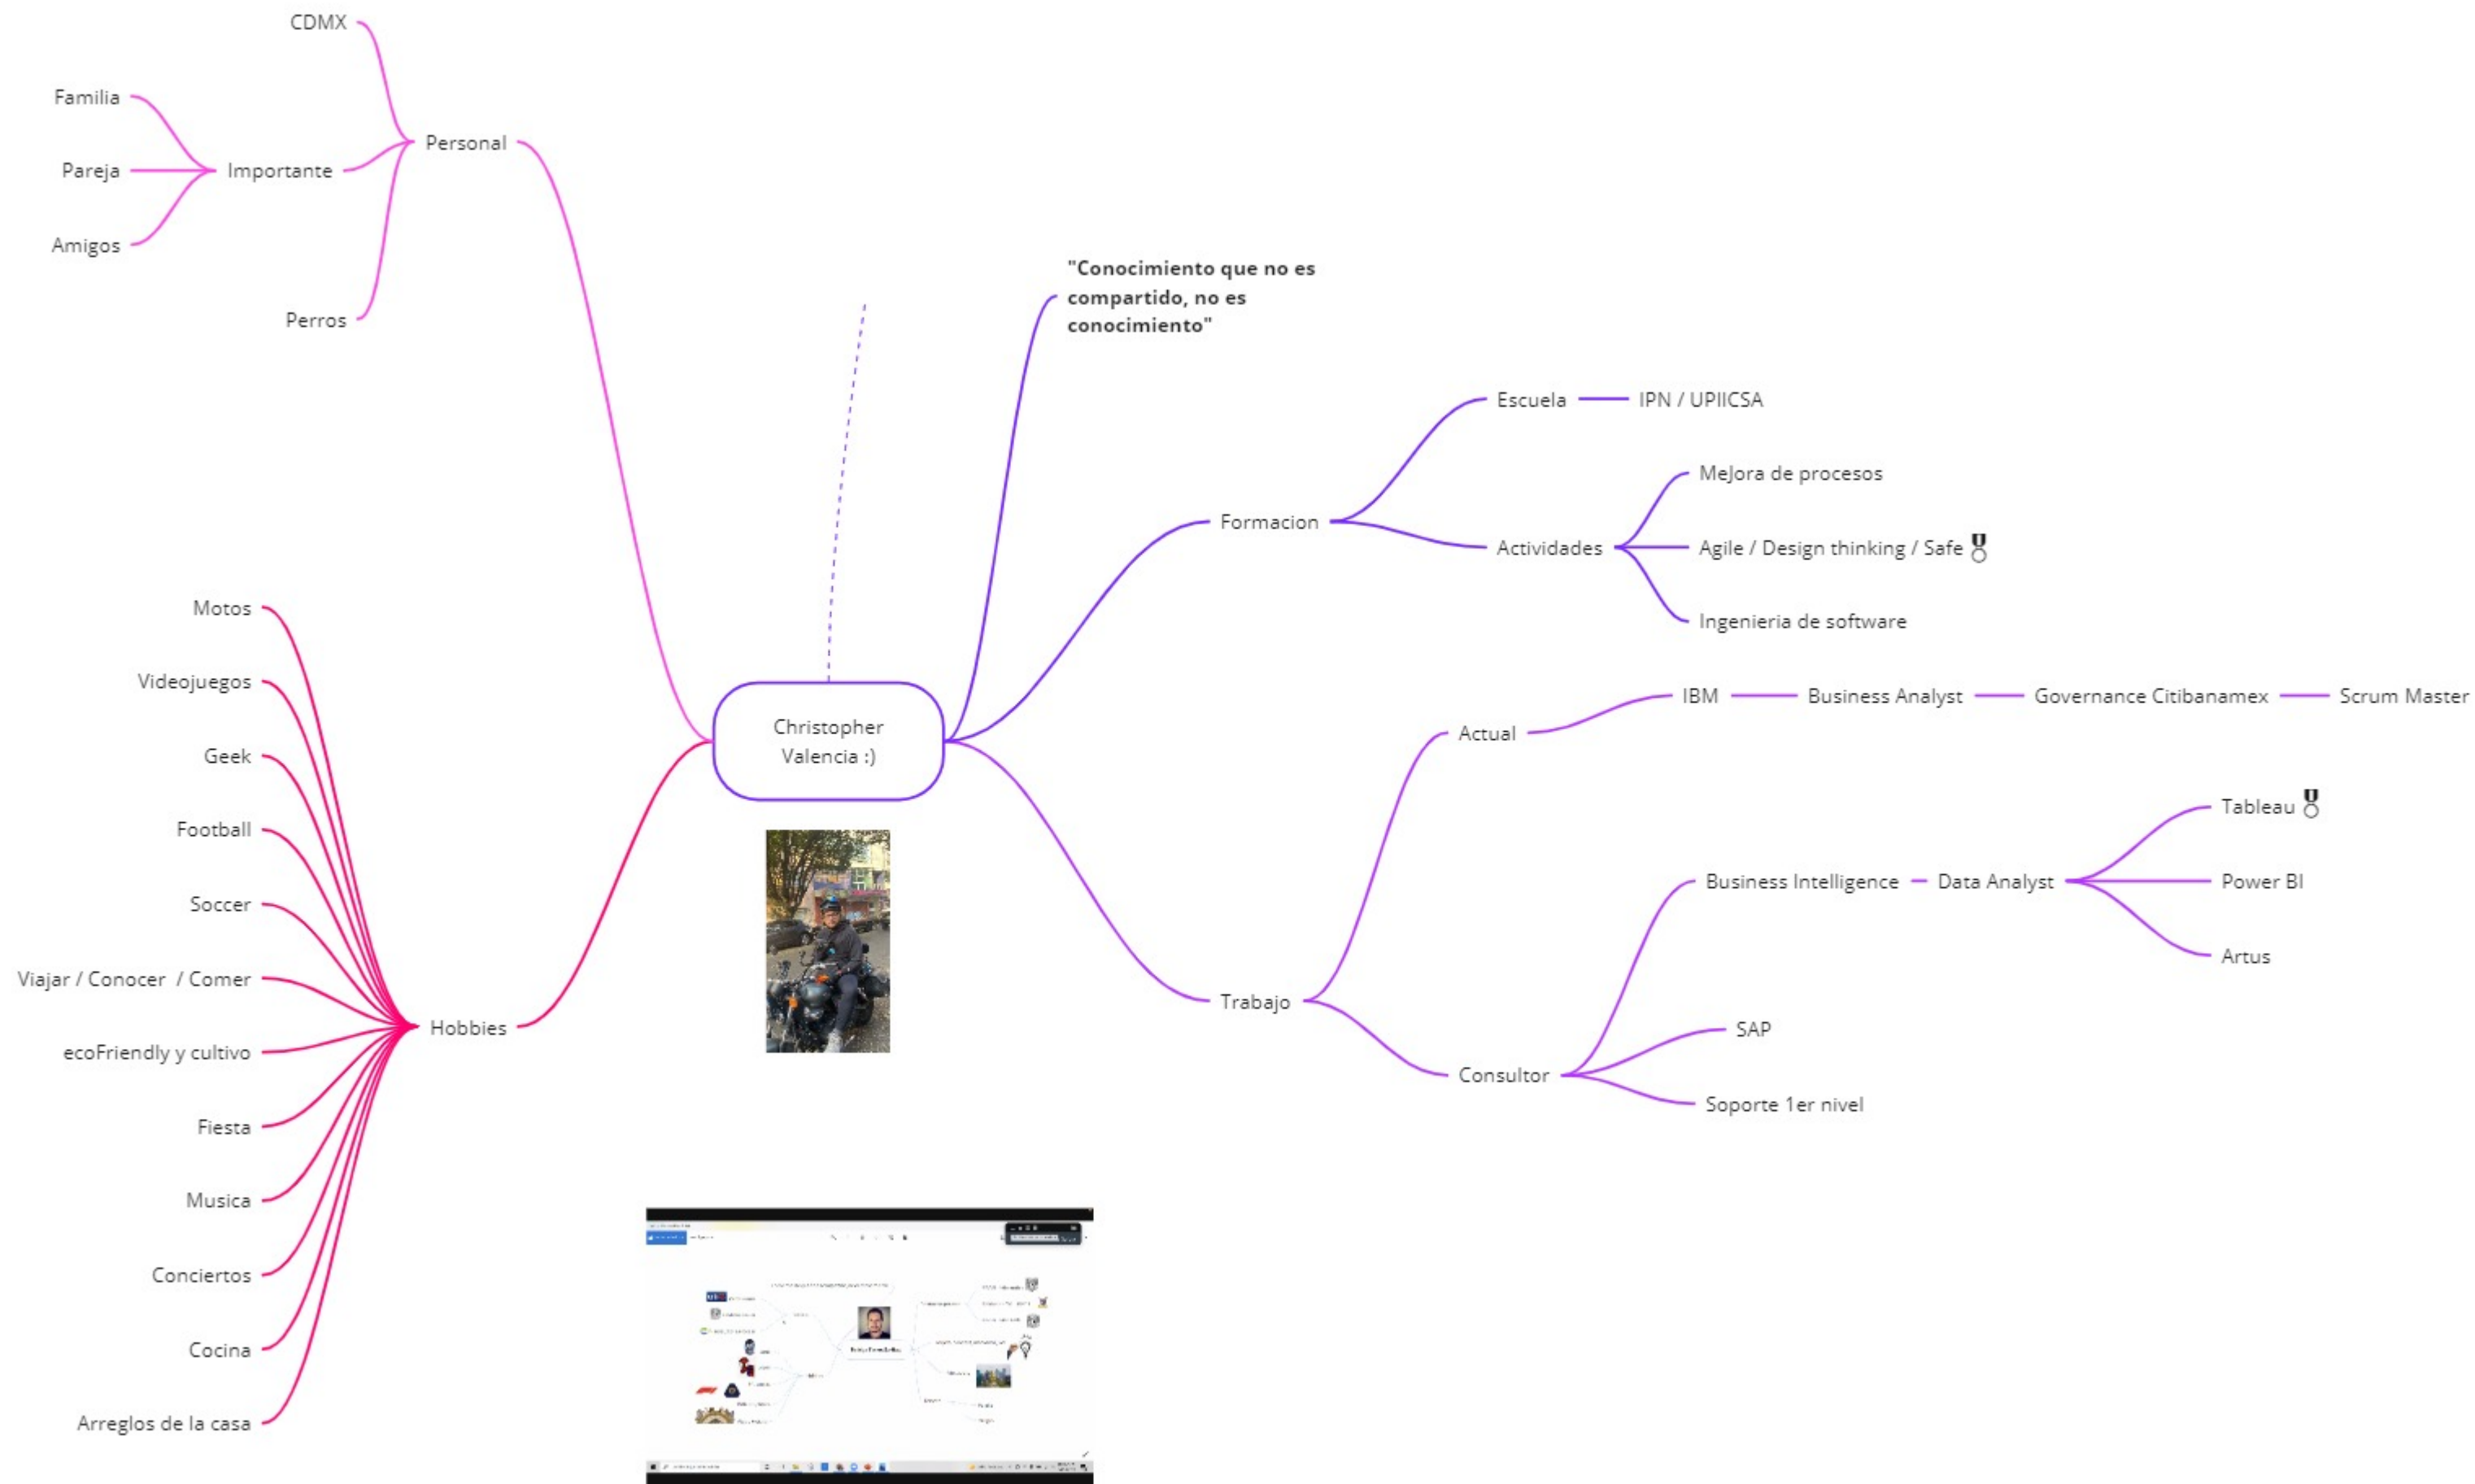 Christopher
Valencia :)
CDMX
Personal
Importante
Familia
Pareja
Amigos
Perros
Hobbies
Motos
Videojuegos
Geek
Football
Soccer
Viajar / Conocer / Comer
ecoFriendly y cultivo
Fiesta
Musica
Conciertos
Cocina
Arreglos de la casa
"Conocimiento que no es
compartido, no es
conocimiento"
Formacion
Escuela
IPN / UPIICSA
Actividades
MeJora de procesos
Agile / Design thinking / Safe
Ingenieria de software
Trabajo
Actual
IBM
Business Analyst
Governance Citibanamex
Scrum Master
Consultor
Business Intelligence
Data Analyst
Tableau
Power BI
Artus
SAP
Soporte 1er nivel